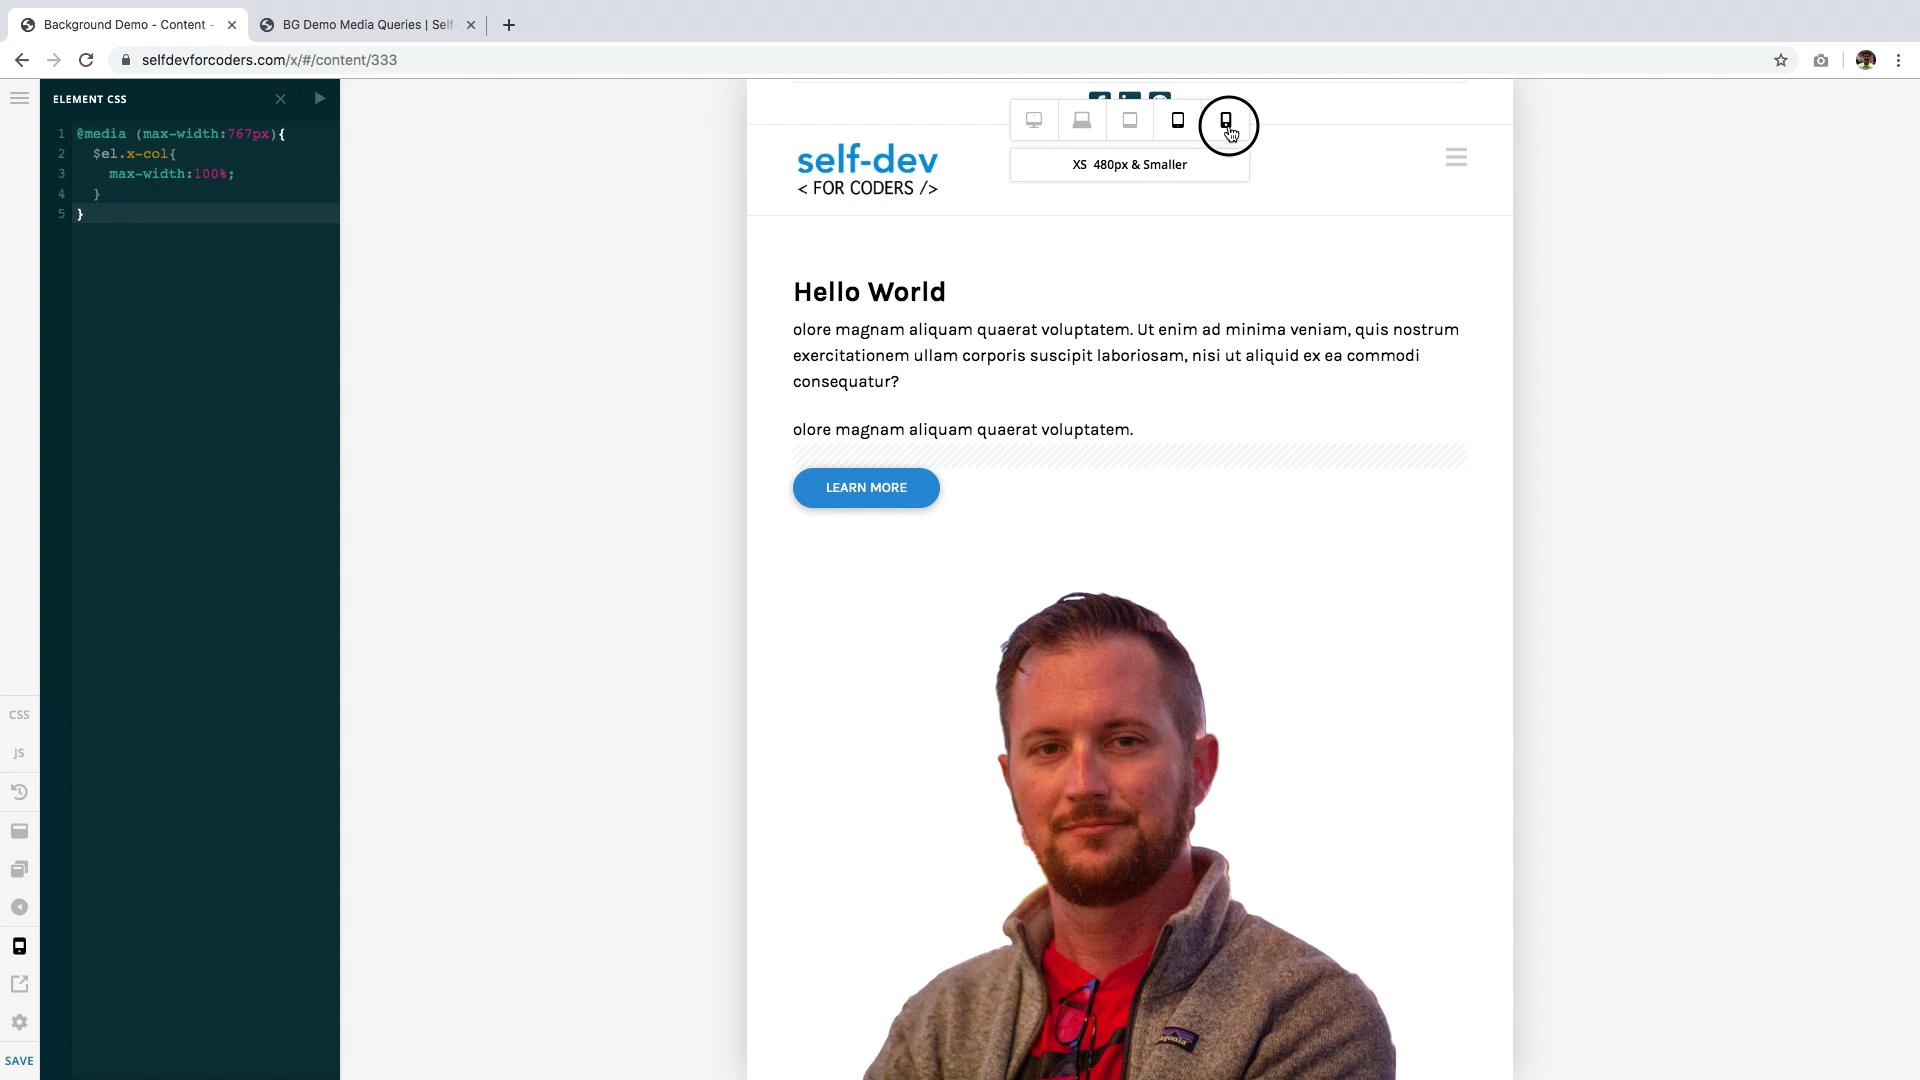 Background Demo - Content -
BG Demo Media Queries | Self-
selfdevforcoders.com/x/#/content/333
ELEMENT CSS
1 @media (max-width:767px){
2 $el.x-col{
3 max-width:100%;
4 }
5 }
XS 480px & Smaller
self-dev
< FOR CODERS />
Hello World
olore magnam aliquam quaerat voluptatem. Ut enim ad minima veniam, quis nostrum
exercitationem ullam corporis suscipit laboriosam, nisi ut aliquid ex ea commodi
consequatur?
olore magnam aliquam quaerat voluptatem.
LEARN MORE
CSS
JS
SAVE